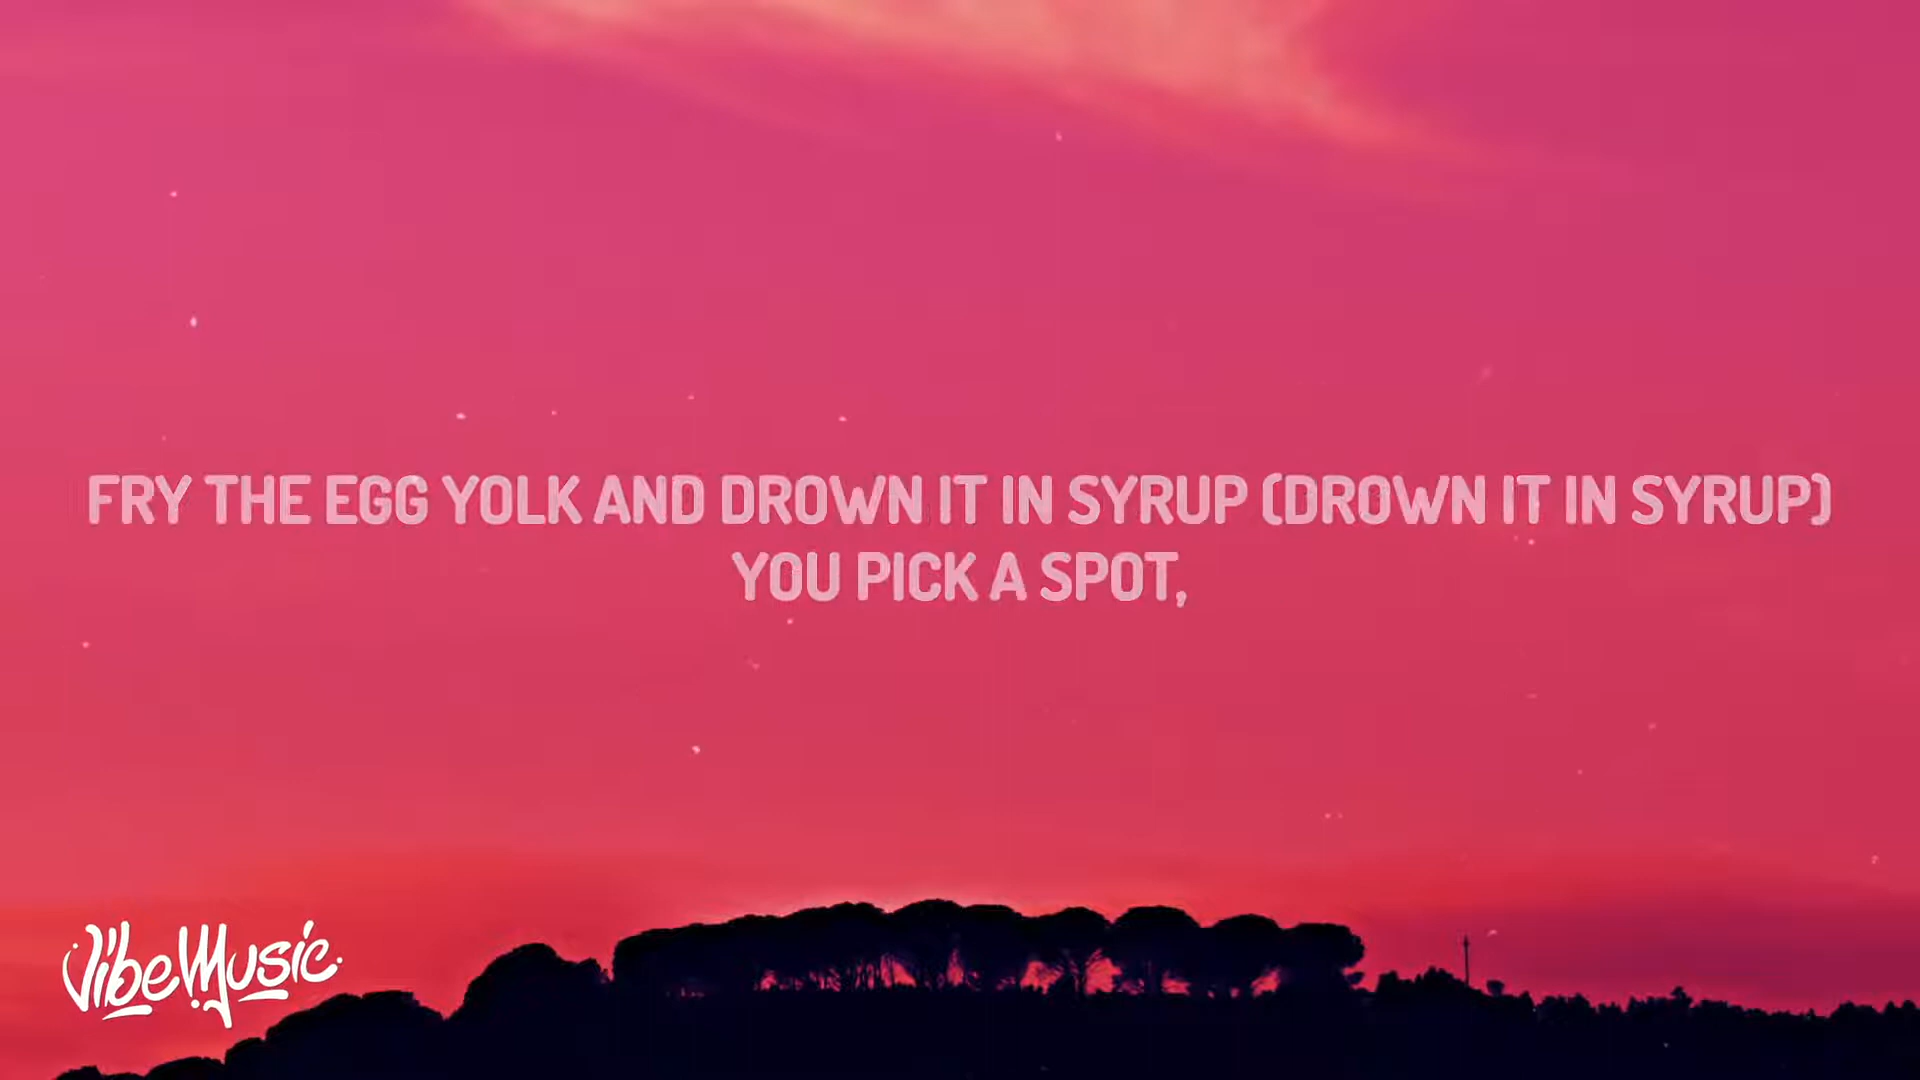 FRY THE EGG YOLK AND DROWN IT IN SYRUP (DROWN IT IN SYRUP)
YOU PICK A SPOT,
VibeMusic